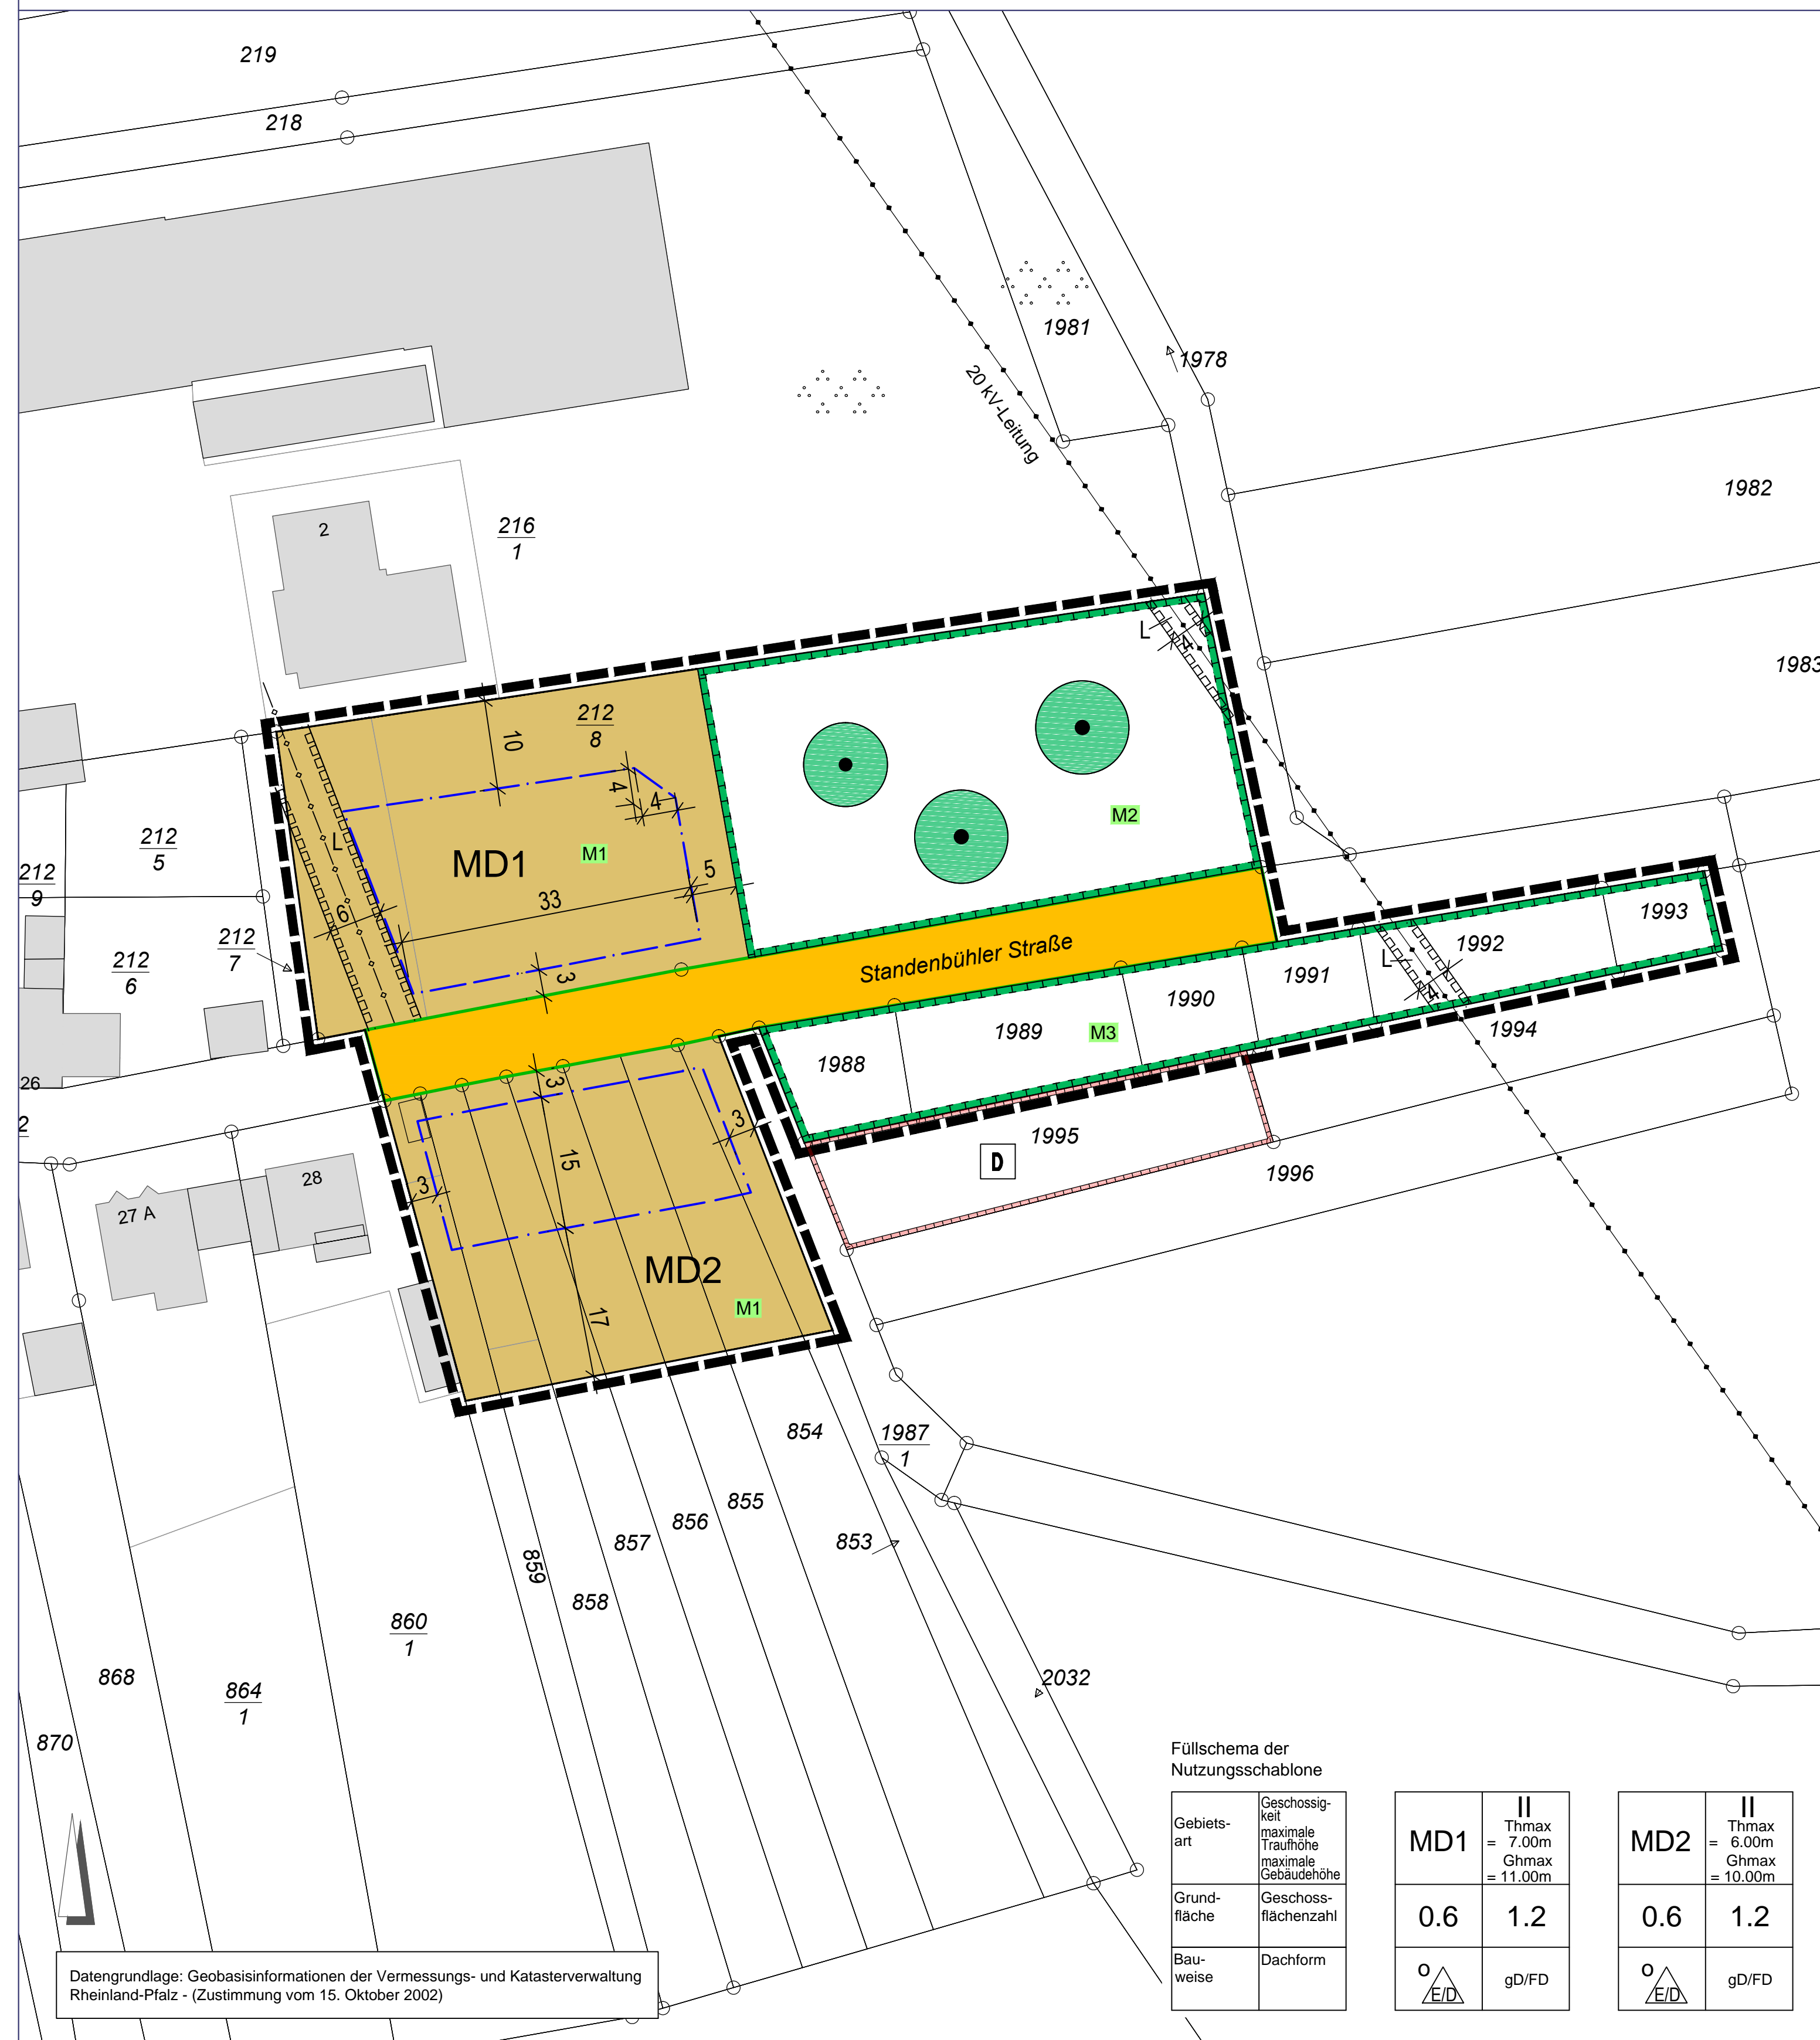 219
218
1981
1978
20 kV-Leitung
1982
216
1
2
1983
L
4
212
8
10
4
4
M2
212
5
L
MD1
M1
212
9
5
33
6
1993
212
7
212
6
3
Standenbühler Straße
1992
L
4
1991
1990
1989
M3
1994
1988
26
2
3
3
1995
D
1996
15
3
28
27 A
MD2
M1
17
854
1987
1
855
856
857
853
859
858
860
1
868
864
1
2032
870
Füllschema der
Nutzungsschablone
Gebiets-
art
Geschossig-
keit
maximale
Traufhöhe
maximale
Gebäudehöhe
Grund-
fläche
Geschoss-
flächenzahl
Bau-
weise
Dachform
MD1
II
Thmax
= 7.00m
Ghmax
= 11.00m
0.6
1.2
o
E/D
gD/FD
MD2
II
Thmax
= 6.00m
Ghmax
= 10.00m
0.6
1.2
o
E/D
gD/FD
Datengrundlage: Geobasisinformationen der Vermessungs- und Katasterverwaltung
Rheinland-Pfalz - (Zustimmung vom 15. Oktober 2002)